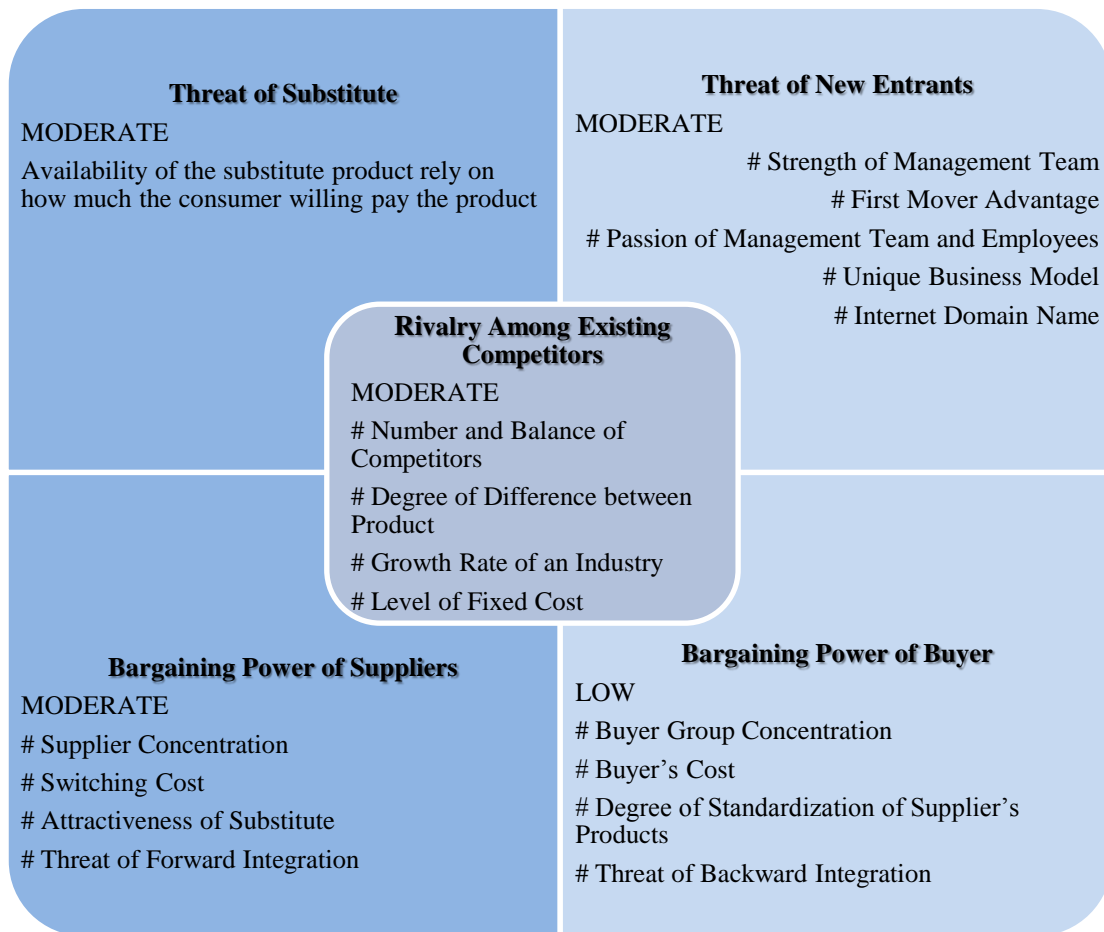 Threat of Substitute
MODERATE
Availability of the substitute product rely on
how much the consumer willing pay the product
Threat of New Entrants
MODERATE
# Strength of Management Team
# First Mover Advantage
# Passion of Management Team and Employees
# Unique Business Model
# Internet Domain Name
Rivalry Among Existing
Competitors
MODERATE
# Number and Balance of
Competitors
# Degree of Difference between
Product
# Growth Rate of an Industry
# Level of Fixed Cost
Bargaining Power of Suppliers
MODERATE
# Supplier Concentration
# Switching Cost
# Attractiveness of Substitute
# Threat of Forward Integration
Bargaining Power of Buyer
LOW
# Buyer Group Concentration
# Buyer’s Cost
# Degree of Standardization of Supplier’s
Products
# Threat of Backward Integration